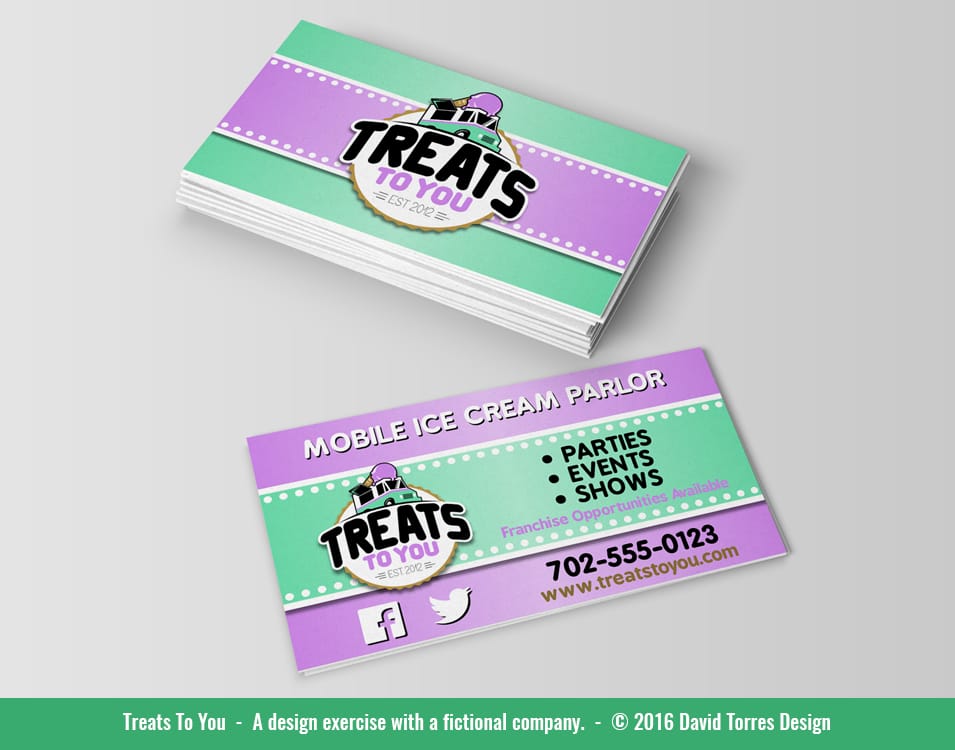 TREATS
TO YOU
EST 2012
MOBILE ICE CREAM PARLOR
• PARTIES
• EVENTS
• SHOWS
Franchise Opportunities Available
TREATS
TO YOU
EST. 2012
702-555-0123
www.treatstoyou.com
f
Treats To You - A design exercise with a fictional company. - © 2016 David Torres Design